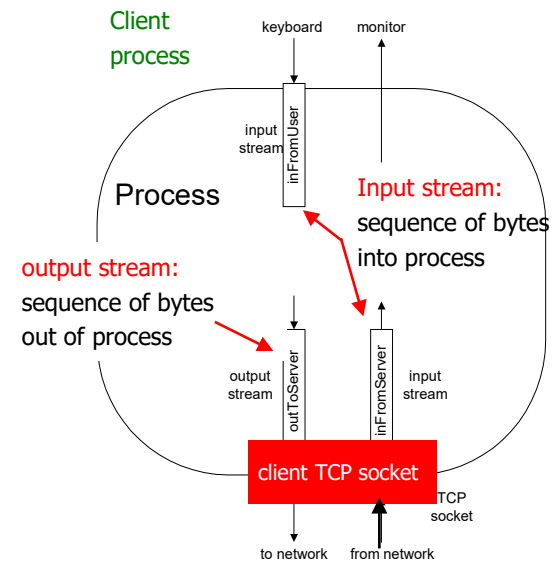 Client
process
keyboard
monitor
input
stream
inFromUser
Process
Input stream:
sequence of bytes
into process
output stream:
sequence of bytes
out of process
output
stream
outToServer
inFromServer
input
stream
client TCP socket
TCP
socket
to network
from network